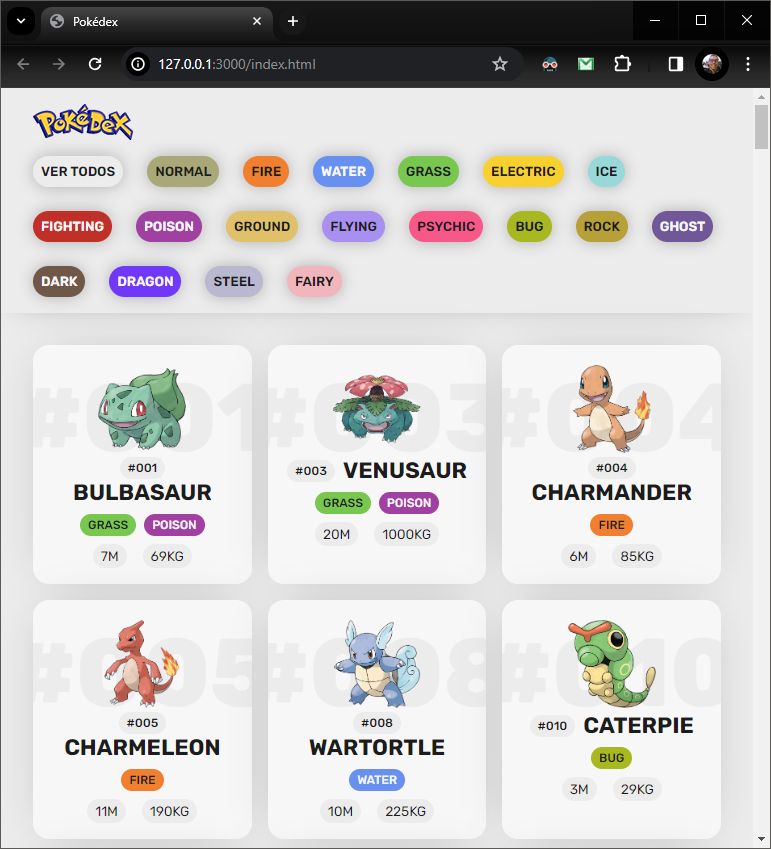 Pokédex
127.0.0.1:3000/index.html
POKéDEX
VER TODOS NORMAL FIRE WATER GRASS ELECTRIC ICE
FIGHTING POISON GROUND FLYING PSYCHIC BUG ROCK GHOST
DARK DRAGON STEEL FAIRY
#001 #003 #004
#001
BULBASAUR
GRASS POISON
7M 69KG
#003 VENUSAUR
GRASS POISON
20M 1000KG
#004
CHARMANDER
FIRE
6M 85KG
#005 #008 #010
#005
CHARMELEON
FIRE
11M 190KG
#008
WARTORTLE
WATER
10M 225KG
#010 CATERPIE
BUG
3M 29KG